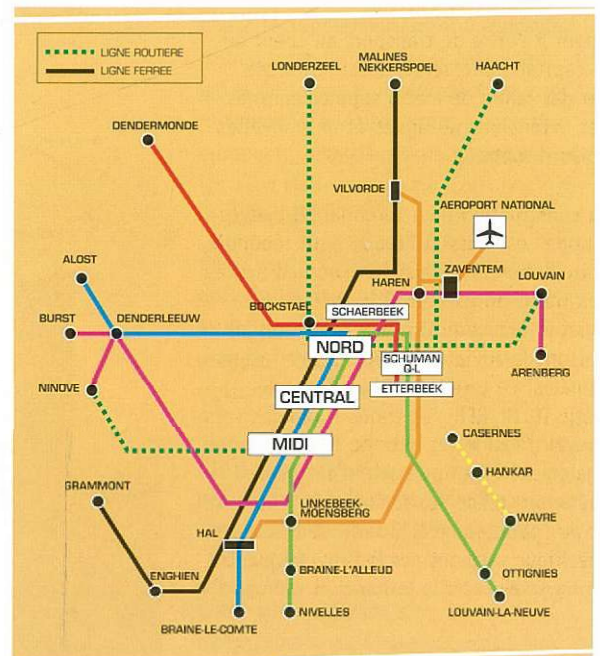 LIGNE ROUTIERE
LIGNE FERREE
LONDERZEEL
MALINES
NEKKERSPOEL
HAACHT
DENDERMONDE
VILVORDE
AEROPORT NATIONAL
ALOST
ZAVENTEM
HAREN
LOUVAIN
BOCKSTAEL
SCHAERBEEK
BURST
DENDERLEEUW
NORD
SCHUMAN
Q-L
ARENBERG
NINOVE
ETTERBEEK
CENTRAL
MIDI
CASERNES
HANKAR
GRAMMONT
LINKEBEEK-
MOENSBERG
WAVRE
HAL
ENGHIEN
BRAINE-L'ALLEUD
OTTIGNIES
NIVELLES
LOUVAIN-LA-NEUVE
BRAINE-LE-COMTE